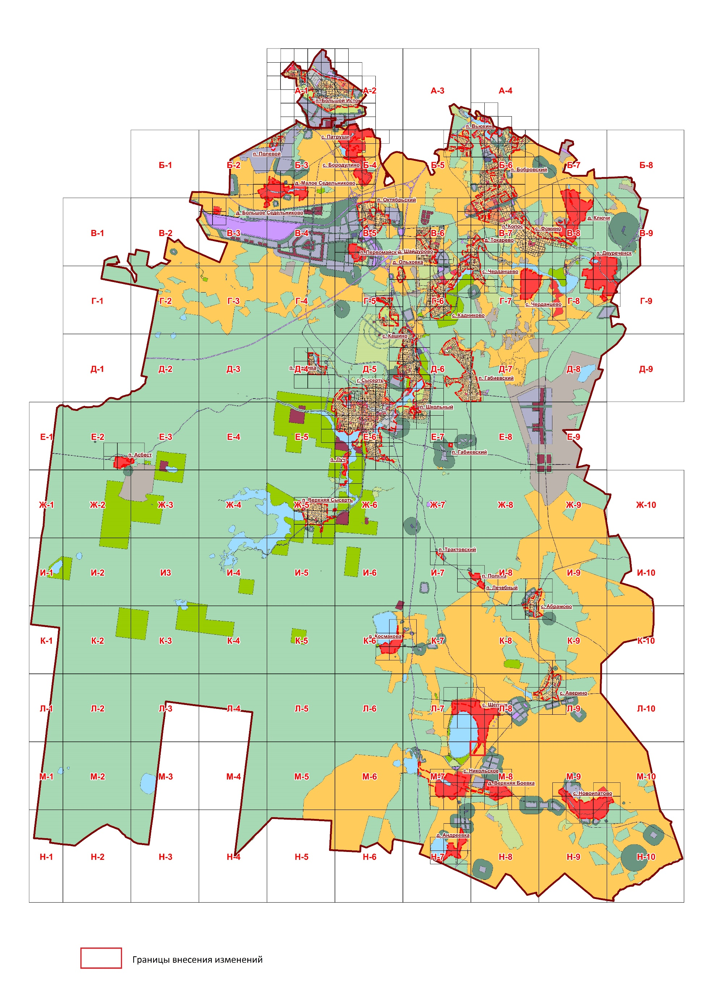 А-1
А-2
А-3
А-4
п. Большой Исток
п. Вьюхино
с. Патруши
п. Полевой
Б-1
Б-2
Б-3
с. Бородулино
Б-4
Б-5
Б-6
Б-7
Б-8
п. Бобровский
д. Малое Седельниково
п. Октябрьский
д. Большое Седельниково
д. Ключи
п. Колос
с. Фомино
В-1
В-2
В-3
В-4
В-5
В-6
В-7
В-8
В-9
д. Токарево
п. Первомайск
д. Шайдурово
п. Двуреченск
д. Ольховка
с. Черданцево
Г-1
Г-2
Г-3
Г-4
Г-5
Г-6
Г-7
Г-8
Г-9
с. Черданцево
с. Кадниково
с. Кашино
Д-1
Д-2
Д-3
Д-4
Д-5
Д-6
Д-7
Д-8
Д-9
г. Сысерть
п. Габиевский
п. Школьный
Е-1
Е-2
Е-3
Е-4
Е-5
Е-6
Е-7
Е-8
Е-9
п. Асбест
п. Габиевский
п. Луч
п. Верхняя Сысерть
Ж-1
Ж-2
Ж-3
Ж-4
Ж-5
Ж-6
Ж-7
Ж-8
Ж-9
Ж-10
п. Трактовский
И-1
И-2
И3
И-4
И-5
И-6
И-7
п. Поляна
И-8
И-9
И-10
п. Лечебный
с. Абрамово
д. Космакова
К-1
К-2
К-3
К-4
К-5
К-6
К-7
К-8
К-9
К-10
с. Аверино
с. Щелкун
Л-1
Л-2
Л-3
Л-4
Л-5
Л-6
Л-7
Л-8
Л-9
Л-10
с. Никольское
М-1
М-2
М-3
М-4
М-5
М-6
М-7
М-8
М-9
М-10
д. Верхняя Боевка
с. Новоипатово
д. Андреевка
Н-1
Н-2
Н-3
Н-4
Н-5
Н-6
Н-7
Н-8
Н-9
Н-10
Границы внесения изменений